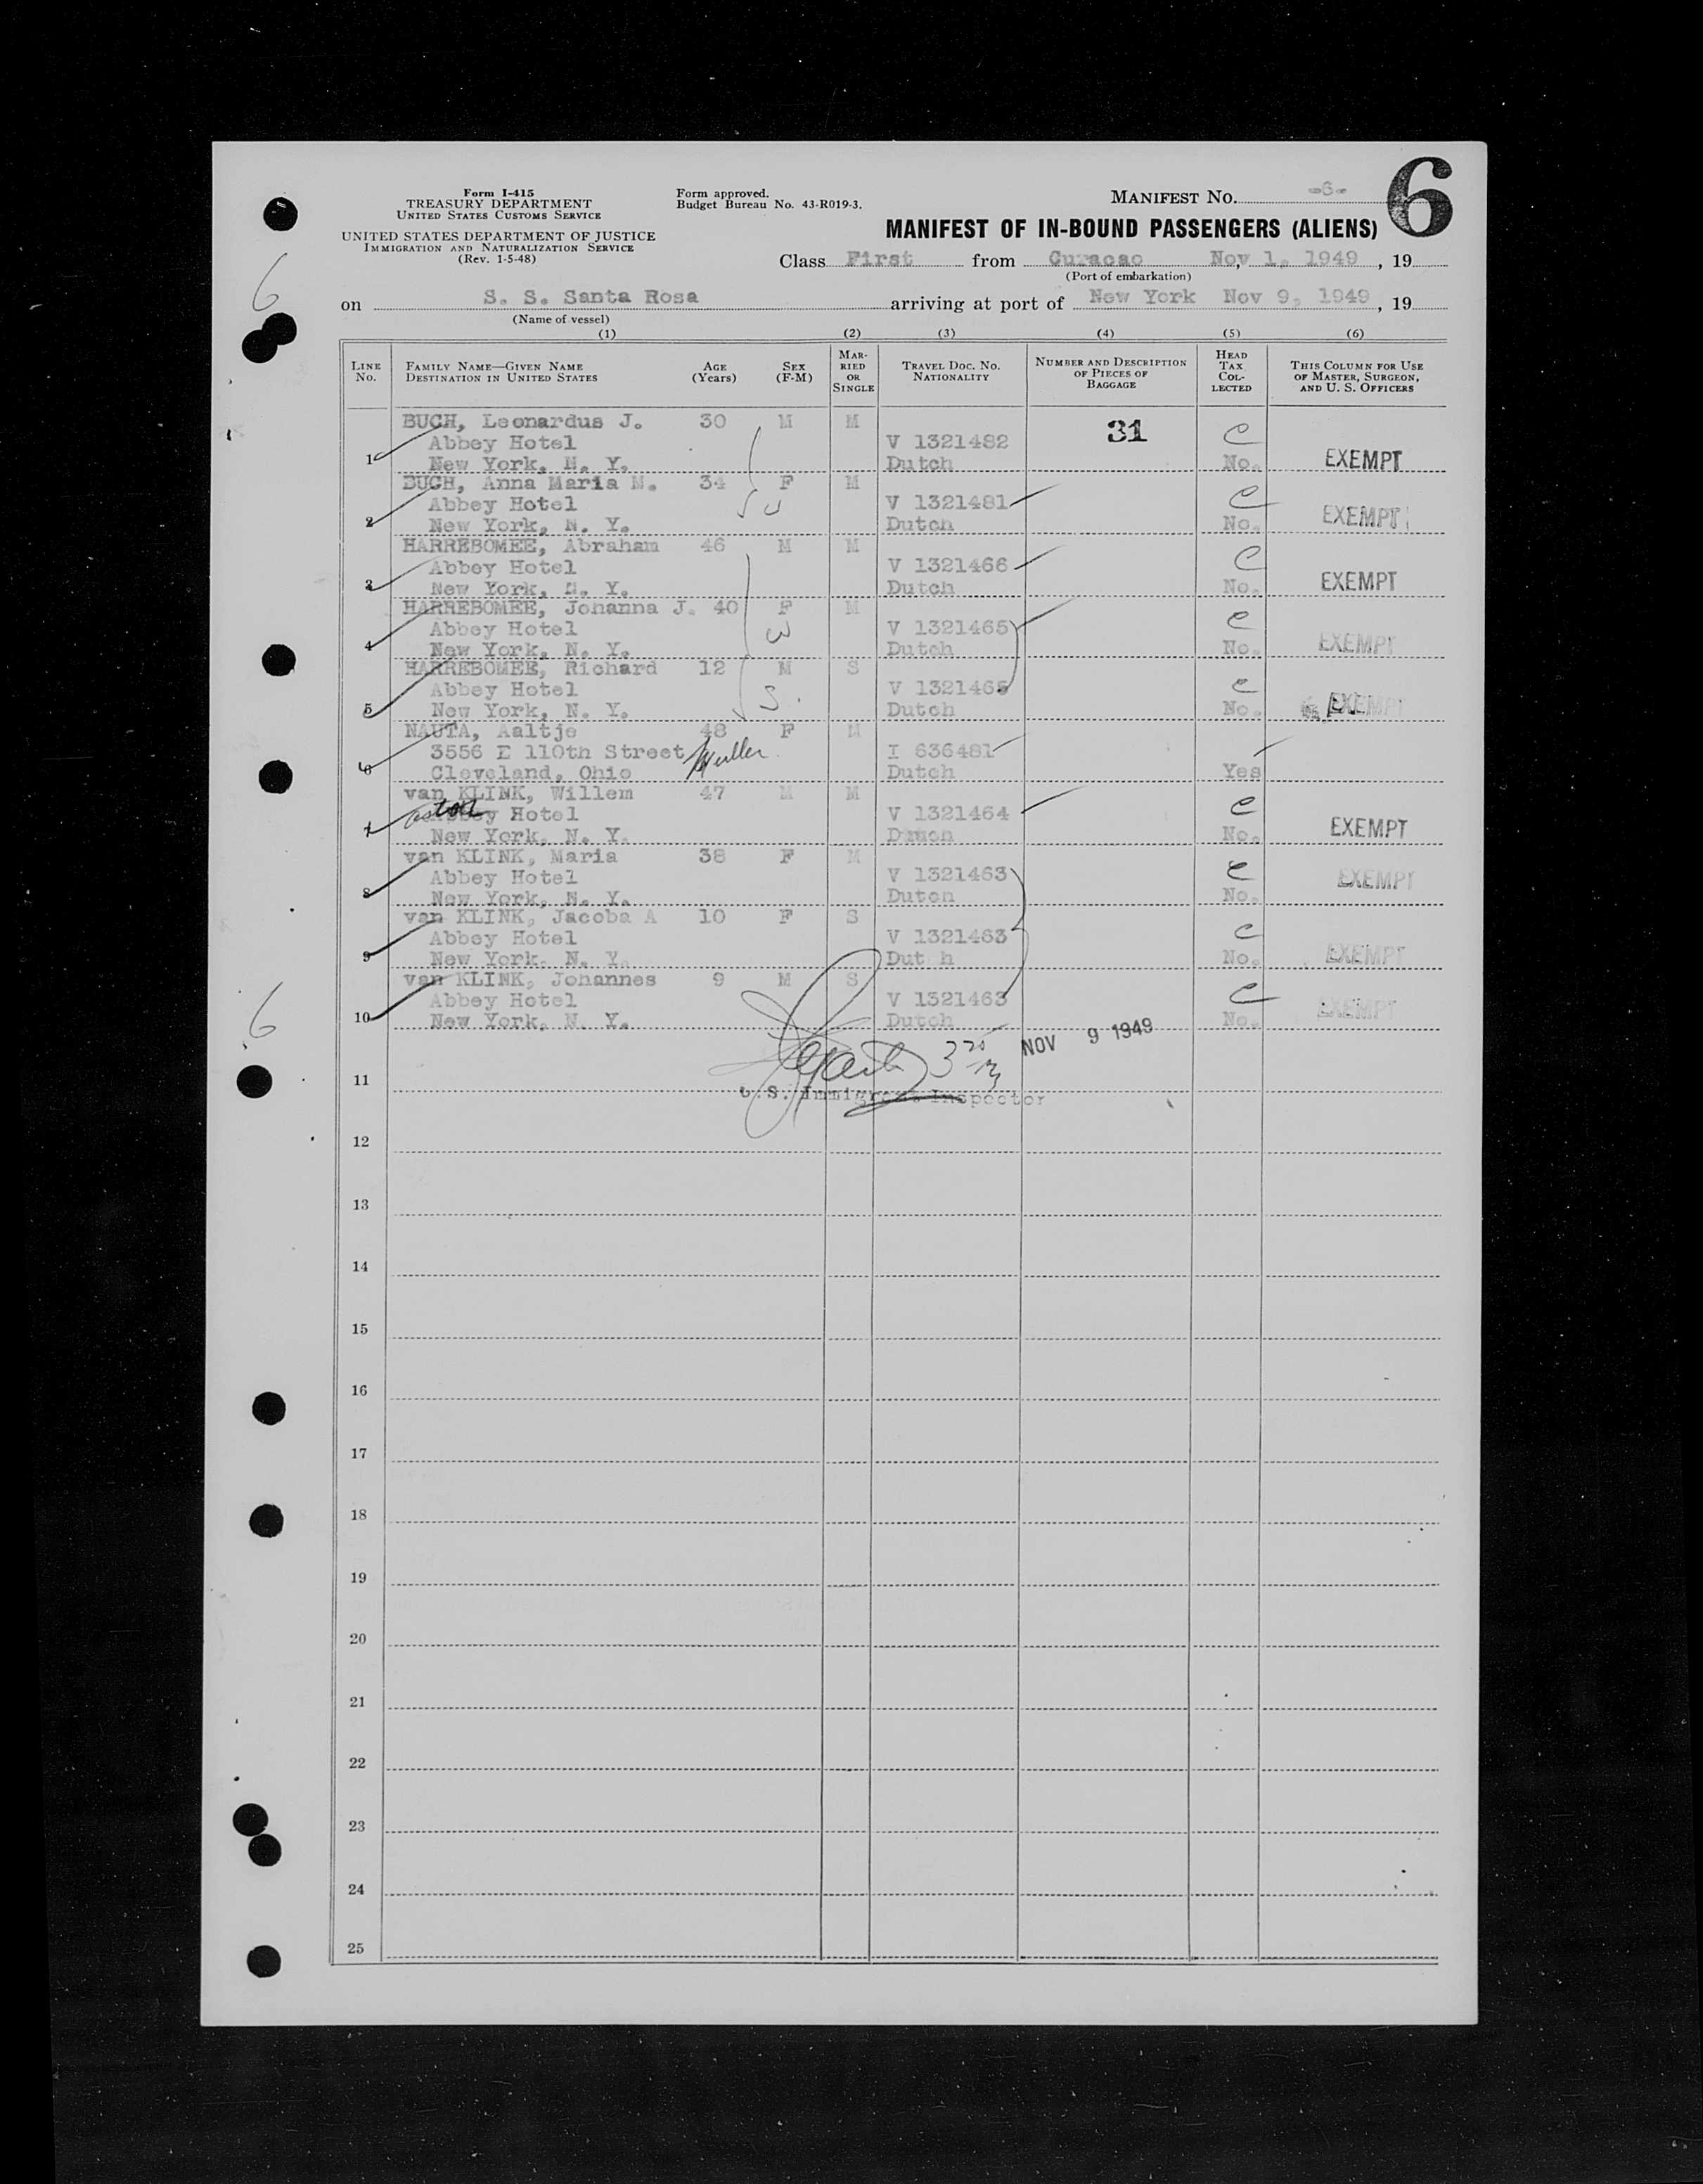 Form I-415
TREASURY DEPARTMENT
UNITED STATES CUSTOMS SERVICE
UNITED STATES DEPARTMENT OF JUSTICE
IMMIGRATION AND NATURALIZATION SERVICE
(Rev. 1-5-48)
Form approved.
Budget Bureau No. 43-R019-3.
MANIFEST No. -6-
6
MANIFEST OF IN-BOUND PASSENGERS (ALIENS)
Class First from Curacao Nov 1, 1949, 19
(Port of embarkation)
on S. S. Santa Rosa arriving at port of New York Nov 9, 1949, 19
(Name of vessel)
6
(1) (2) (3) (4) (5) (6)
LINE No.
FAMILY NAME—GIVEN NAME
DESTINATION IN UNITED STATES
AGE (Years)
SEX (F-M)
MARRIED OR SINGLE
TRAVEL DOC. NO. NATIONALITY
NUMBER AND DESCRIPTION OF PIECES OF BAGGAGE
HEAD TAX COLLECTED
THIS COLUMN FOR USE OF MASTER, SURGEON, AND U. S. OFFICERS
BUCH, Leonardus J. 30 M M
Abbey Hotel V 1321482 31 e
1 New York, N. Y. Dutch No. EXEMPT
BUCH, Anna Maria M. 34 F M
Abbey Hotel V 1321481 e
2 New York, N. Y. Dutch No. EXEMPT
HARREBOMEE, Abraham 46 M M
Abbey Hotel V 1321466 e
3 New York, N. Y. Dutch No. EXEMPT
HARREBOMEE, Johanna J. 40 F M
Abbey Hotel V 1321465 e
4 New York, N. Y. Dutch No. EXEMPT
HARREBOMEE, Richard 12 M S
Abbey Hotel V 1321465 e
5 New York, N. Y. Dutch No. EXEMPT
NAUTA, Aaltje 48 F M
3556 E 110th Street I 636481
6 Cleveland, Ohio Dutch Yes
van KLINK, Willem 47 M M
Abbey Hotel V 1321464 e
7 New York, N. Y. No. EXEMPT
van KLINK, Maria 38 F M
Abbey Hotel V 1321463 e
8 New York, N. Y. Dutch No. EXEMPT
van KLINK, Jacoba A 10 F S
Abbey Hotel V 1321463 e
9 New York. N. Y. Dut h No. EXEMPT
van KLINK, Johannes 9 M S
Abbey Hotel V 1321463 e
10 New York, N. Y. Dutch No. EXEMPT
6
NOV 9 1949
11
U. S. Immigrant Inspector
12
13
14
15
16
17
18
19
20
21
22
23
24
25